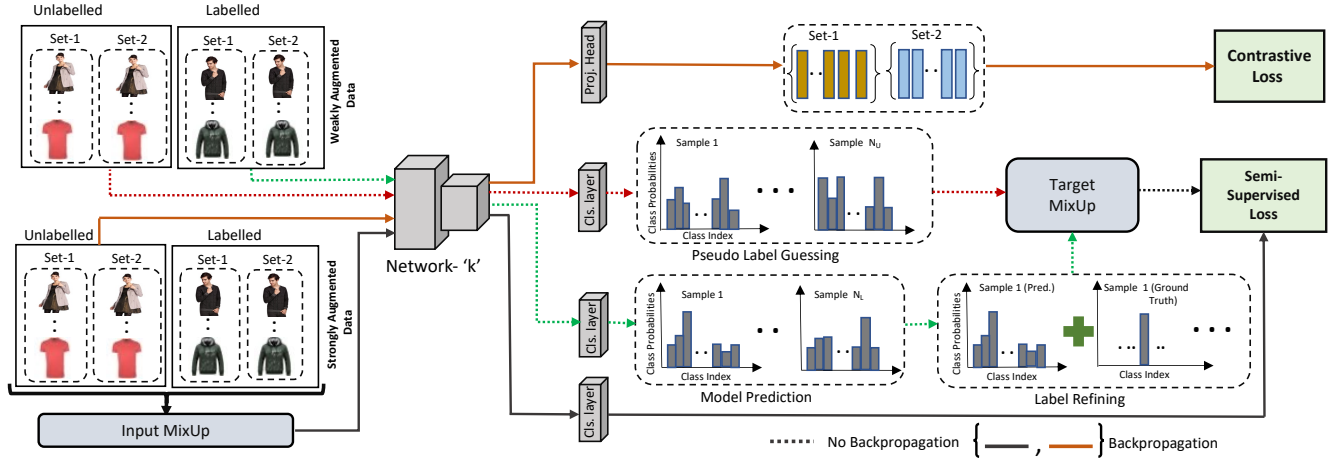 Unlabelled
Labelled
Set-1
Set-2
Set-1
Set-2
Weakly Augmented
Data
Unlabelled
Labelled
Set-1
Set-2
Set-1
Set-2
Strongly Augmented
Data
Input MixUp
Network- ‘k’
Proj. Head
Set-1
Set-2
Contrastive
Loss
Cls. layer
Class Probabilities
Sample 1
Sample NU
Class Index
Pseudo Label Guessing
Target
MixUp
Semi-
Supervised
Loss
Cls. layer
Class Probabilities
Sample 1
Sample NL
Class Index
Model Prediction
Class Probabilities
Sample 1 (Pred.)
Sample 1 (Ground
Truth)
Class Index
Class Index
Label Refining
Cls. layer
No Backpropagation { , } Backpropagation